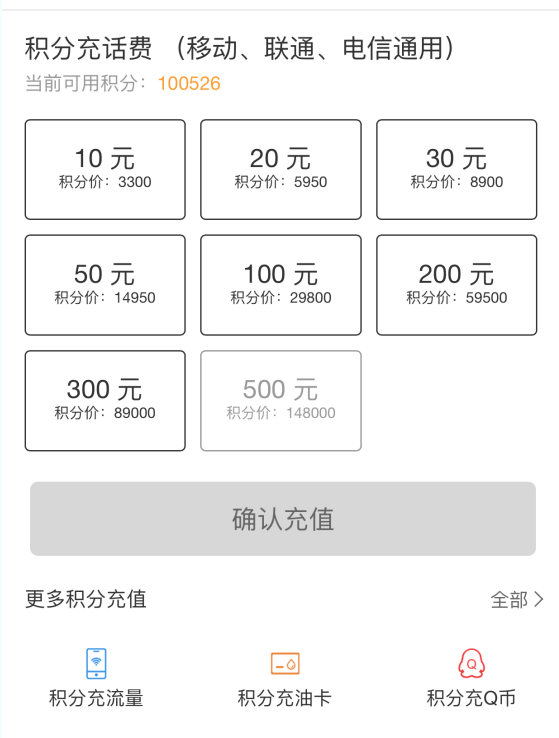 积分充话费 （移动、联通、电信通用）
当前可用积分：100526
10 元
积分价：3300
20 元
积分价：5950
30 元
积分价：8900
50 元
积分价：14950
100 元
积分价：29800
200 元
积分价：59500
300 元
积分价：89000
500 元
积分价：148000
确认充值
更多积分充值
全部 >
积分充流量
积分充油卡
Q
积分充Q币